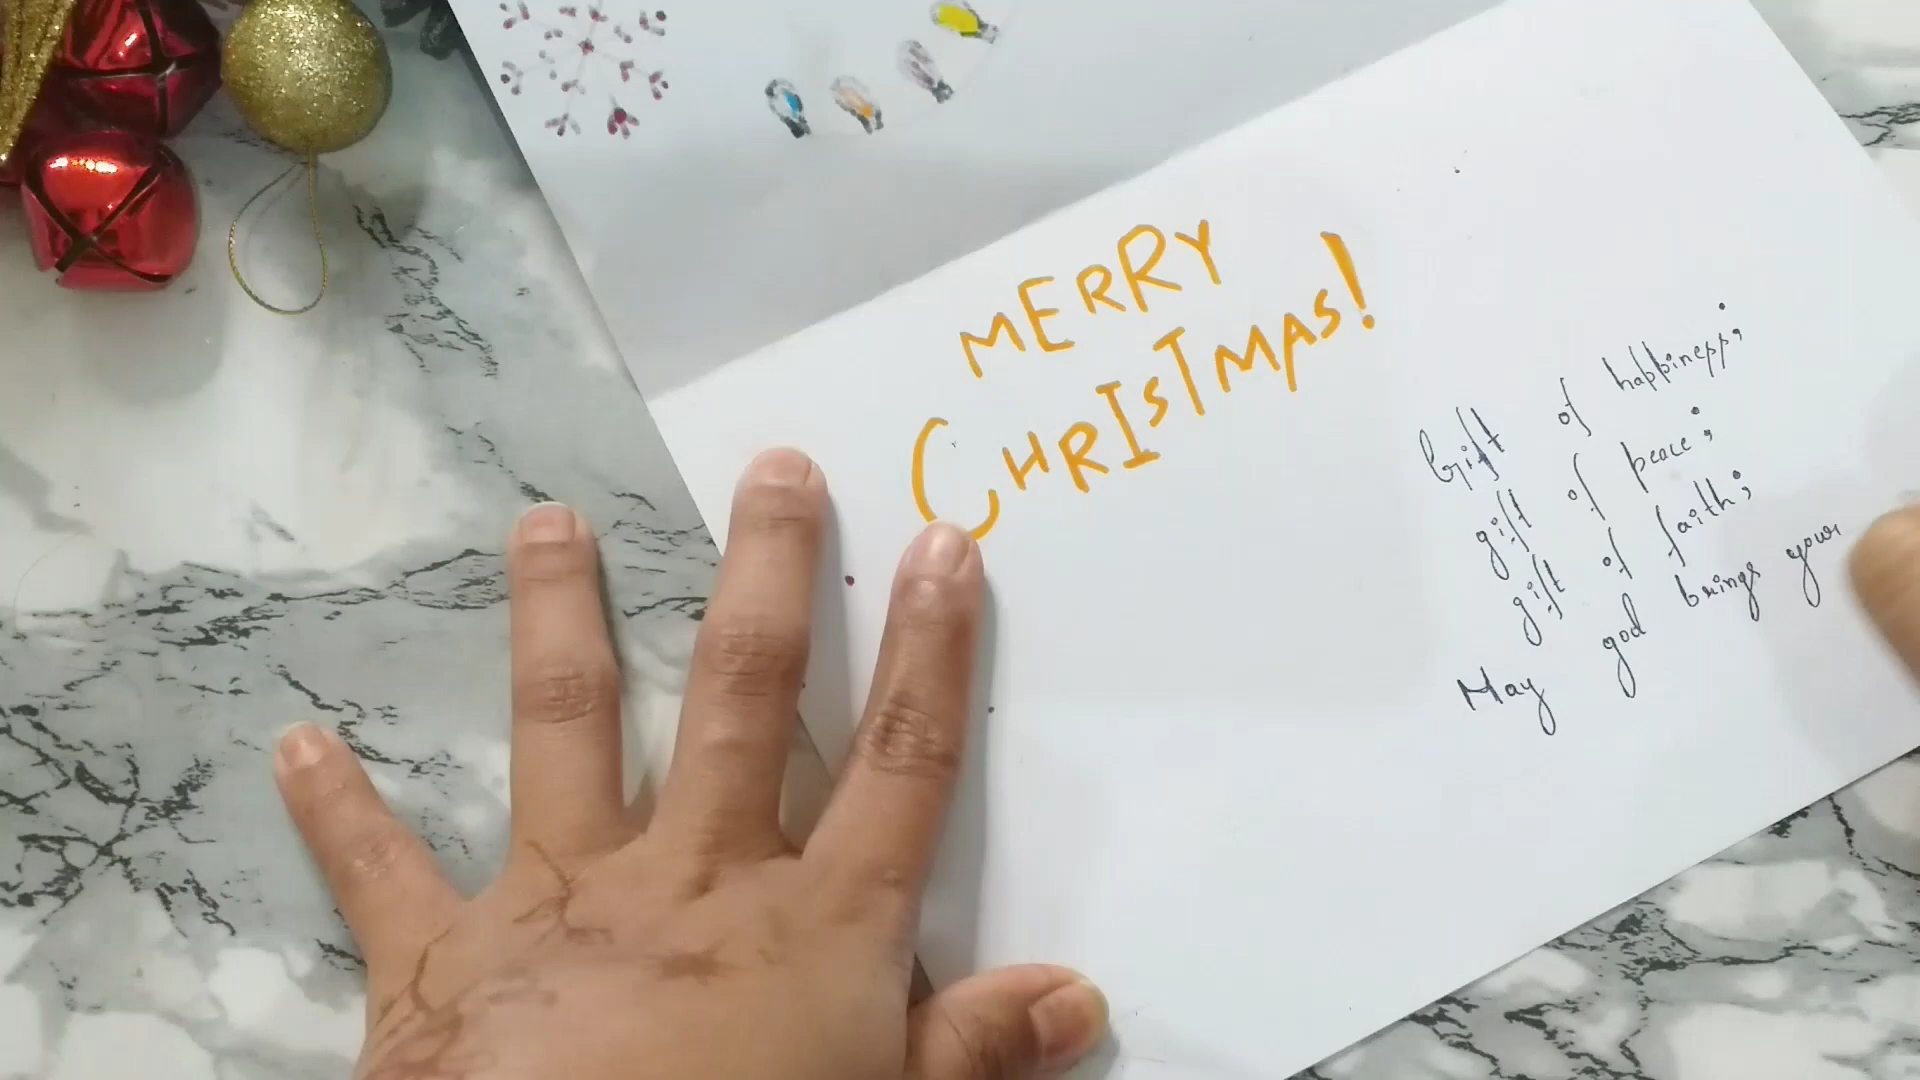 MERRY
CHRISTMAS!
Gift of happiness;
gift of peace;
gift of faith;
May god brings your